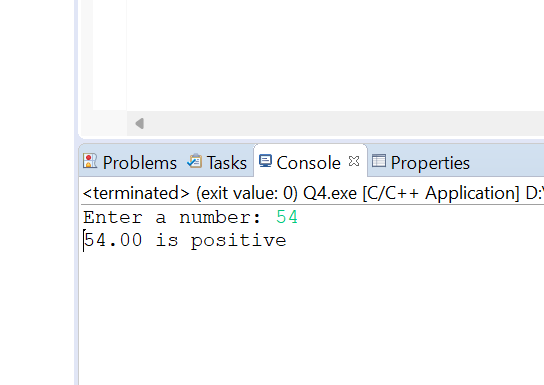 Problems Tasks Console Properties
<terminated> (exit value: 0) Q4.exe [C/C++ Application] D:\
Enter a number: 54
54.00 is positive